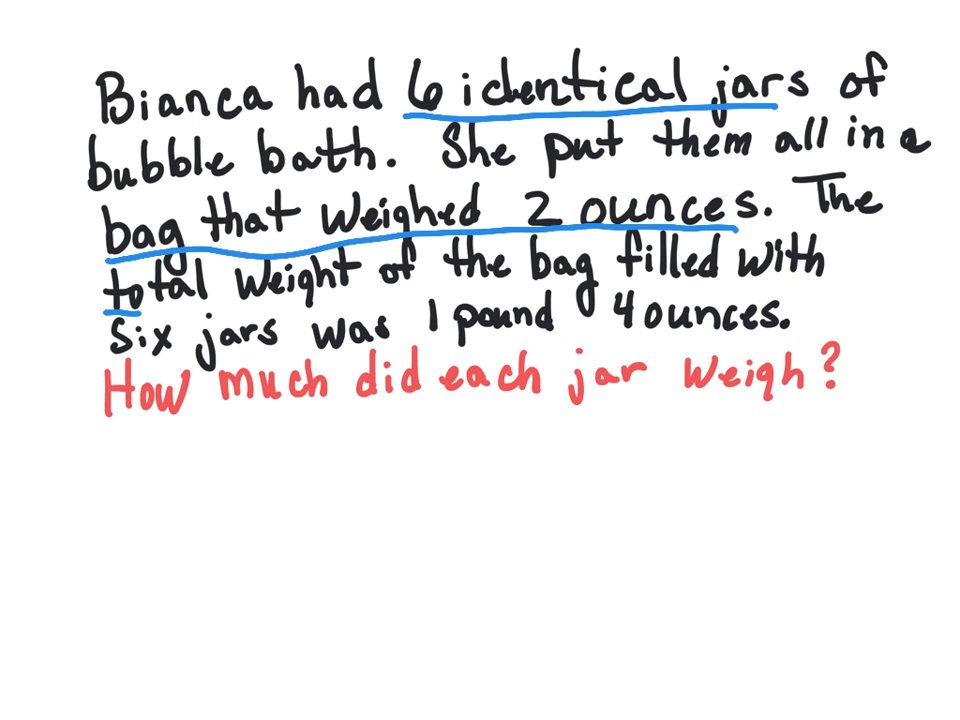 Bianca had 6 identical jars of
bubble bath. She put them all in a
bag that weighed 2 ounces. The
total weight of the bag filled with
six jars was 1 pound 4 ounces.
How much did each jar weigh?